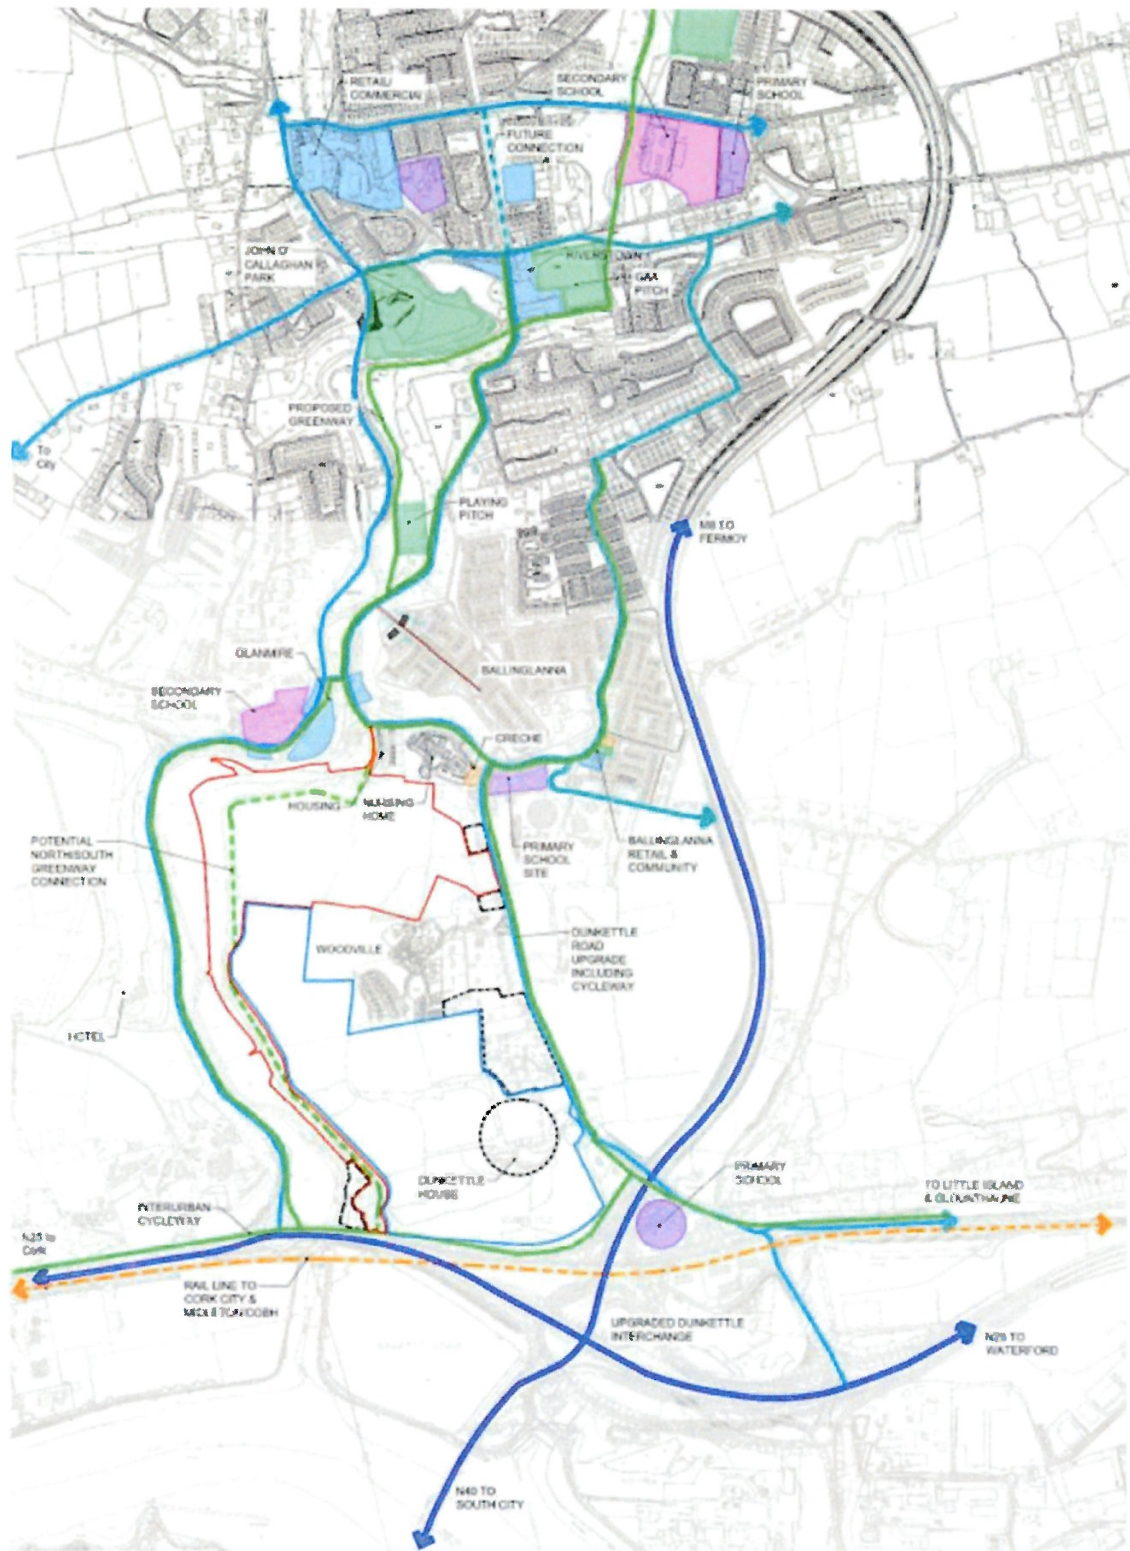 RETAIL/
COMMERCIAL
SECONDARY
SCHOOL
PRIMARY
SCHOOL
FUTURE
CONNECTION
JOHN O'
CALLAGHAN
PARK
RIVERSTOWN
GAA
PITCH
PROPOSED
GREENWAY
To
City
PLAYING
PITCH
M8 TO
FERMOY
GLANMIRE
BALLINGLANNA
SECONDARY
SCHOOL
CRECHE
HOUSING
NURSING
HOME
POTENTIAL
NORTH/SOUTH
GREENWAY
CONNECTION
PRIMARY
SCHOOL
SITE
BALLINGLANNA
RETAIL &
COMMUNITY
WOODVILLE
DUNKETTLE
ROAD
UPGRADE
INCLUDING
CYCLEWAY
HOTEL
DUNKETTLE
HOUSE
PRIMARY
SCHOOL
INTERURBAN
CYCLEWAY
TO LITTLE ISLAND
& GLOUNTHAUNE
N25 to
Cork
RAIL LINE TO
CORK CITY &
MIDLETON/COBH
UPGRADED DUNKETTLE
INTERCHANGE
N25 TO
WATERFORD
N40 TO
SOUTH CITY